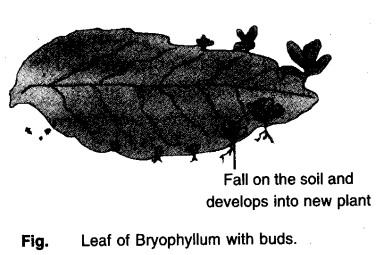 Fall on the soil and
develops into new plant
Fig. Leaf of Bryophyllum with buds.